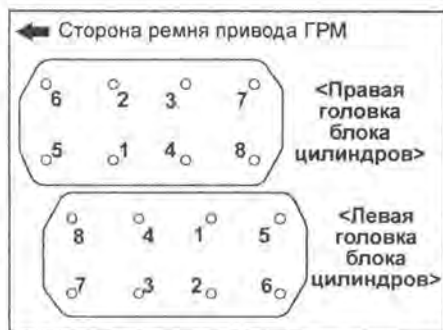 Сторона ремня привода ГРМ
6 2 3 7
5 1 4 8
<Правая
головка
блока
цилиндров>
8 4 1 5
7 3 2 6
<Левая
головка
блока
цилиндров>